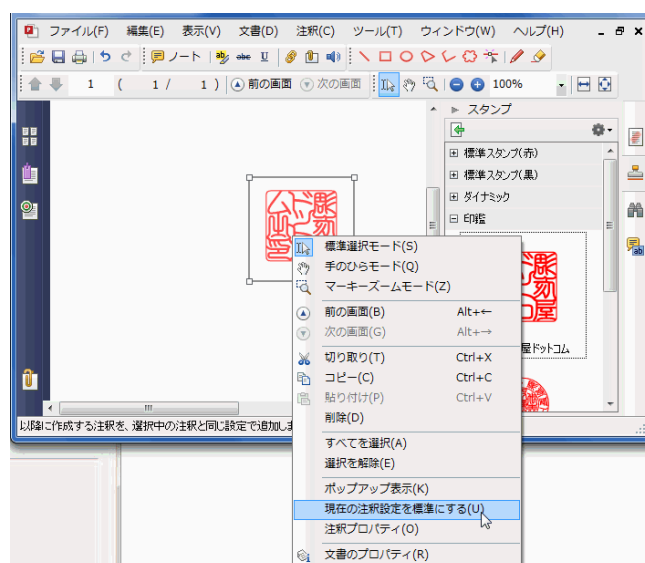 ファイル(F) 編集(E) 表示(V) 文書(D) 注釈(C) ツール(T) ウィンドウ(W) ヘルプ(H)
ノート
1 ( 1 / 1 ) 前の画面 次の画面 100%
スタンプ
標準スタンプ(赤)
標準スタンプ(黒)
ダイナミック
印鑑
屋ドットコム
標準選択モード(S)
手のひらモード(Q)
マーキーズームモード(Z)
前の画面(B) Alt+←
次の画面(G) Alt+→
切り取り(T) Ctrl+X
コピー(C) Ctrl+C
貼り付け(P) Ctrl+V
削除(D)
すべてを選択(A)
選択を解除(E)
ポップアップ表示(K)
現在の注釈設定を標準にする(U)
注釈プロパティ(O)
文書のプロパティ(R)
以降に作成する注釈を、選択中の注釈と同じ設定で追加しま